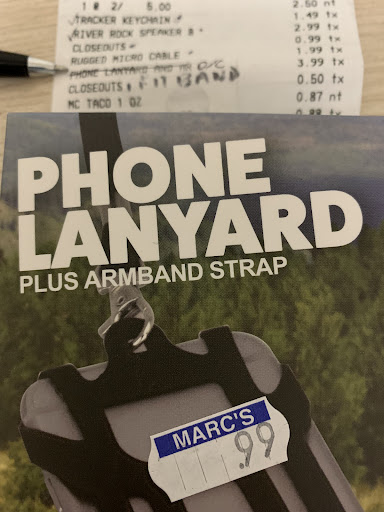 1 @ 2/ 5.00
2.50 nt
TRACKER KEYCHAIN 1.49 tx
RIVER ROCK SPEAKER B 2.99 tx
CLOSEOUTS 0.99 tx
RUGGED MICRO CABLE 1.99 tx
PHONE LANYARD AND 3.99 tx
CLOSEOUTS FIT BAND 0.50 tx
MC TACO 1 OZ 0.87 nt
PHONE
LANYARD
PLUS ARMBAND STRAP
MARC'S
.99